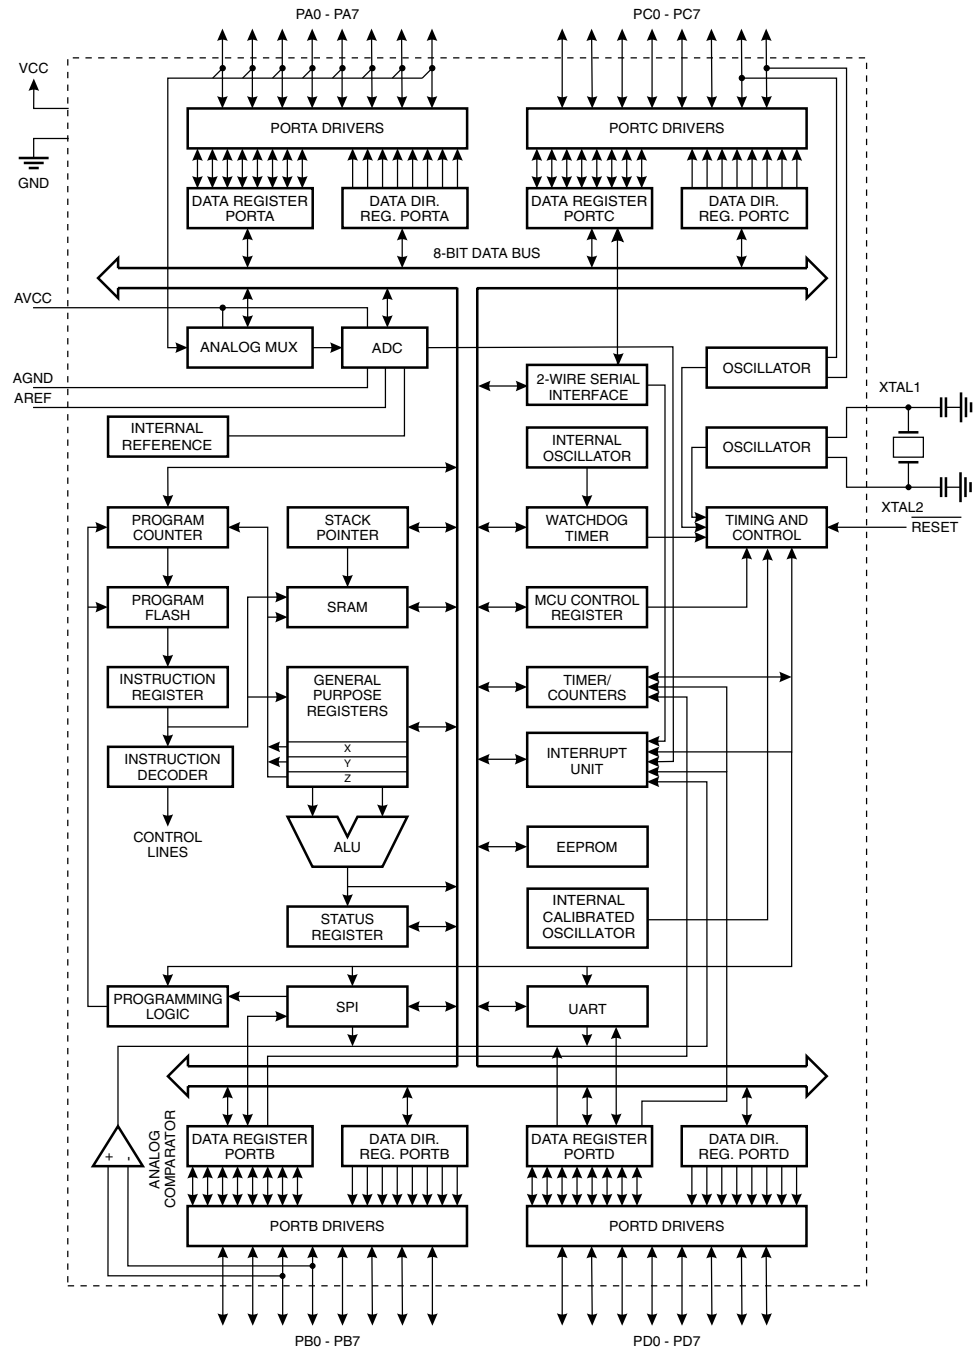 PA0 - PA7
PC0 - PC7
VCC
GND
PORTA DRIVERS
PORTC DRIVERS
DATA REGISTER
PORTA
DATA DIR.
REG. PORTA
DATA REGISTER
PORTC
DATA DIR.
REG. PORTC
8-BIT DATA BUS
AVCC
ANALOG MUX
ADC
AGND
AREF
INTERNAL
REFERENCE
2-WIRE SERIAL
INTERFACE
OSCILLATOR
XTAL1
INTERNAL
OSCILLATOR
OSCILLATOR
XTAL2
RESET
PROGRAM
COUNTER
STACK
POINTER
WATCHDOG
TIMER
TIMING AND
CONTROL
PROGRAM
FLASH
SRAM
MCU CONTROL
REGISTER
INSTRUCTION
REGISTER
GENERAL
PURPOSE
REGISTERS
X
Y
Z
TIMER/
COUNTERS
INSTRUCTION
DECODER
INTERRUPT
UNIT
CONTROL
LINES
ALU
EEPROM
STATUS
REGISTER
INTERNAL
CALIBRATED
OSCILLATOR
PROGRAMMING
LOGIC
SPI
UART
+
-
ANALOG
COMPARATOR
DATA REGISTER
PORTB
DATA DIR.
REG. PORTB
DATA REGISTER
PORTD
DATA DIR.
REG. PORTD
PORTB DRIVERS
PORTD DRIVERS
PB0 - PB7
PD0 - PD7